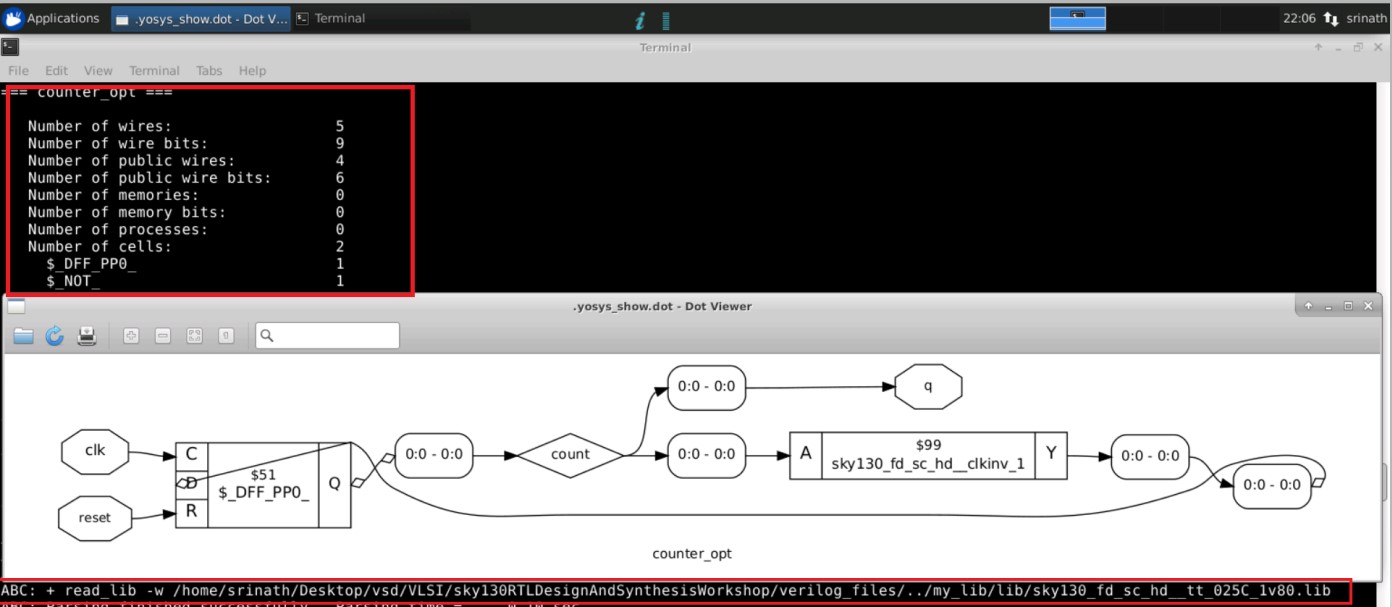 Applications .yosys_show.dot - Dot V... Terminal 22:06 srinath
Terminal
File Edit View Terminal Tabs Help
=== counter_opt ===
Number of wires: 5
Number of wire bits: 9
Number of public wires: 4
Number of public wire bits: 6
Number of memories: 0
Number of memory bits: 0
Number of processes: 0
Number of cells: 2
$_DFF_PP0_ 1
$_NOT_ 1
.yosys_show.dot - Dot Viewer
0:0 - 0:0 q
clk C D R $51 $_DFF_PP0_ Q 0:0 - 0:0 count 0:0 - 0:0 A $99 sky130_fd_sc_hd__clkinv_1 Y 0:0 - 0:0 0:0 - 0:0
reset
counter_opt
ABC: + read_lib -w /home/srinath/Desktop/vsd/VLSI/sky130RTLDesignAndSynthesisWorkshop/verilog_files/../my_lib/lib/sky130_fd_sc_hd__tt_025C_1v80.lib